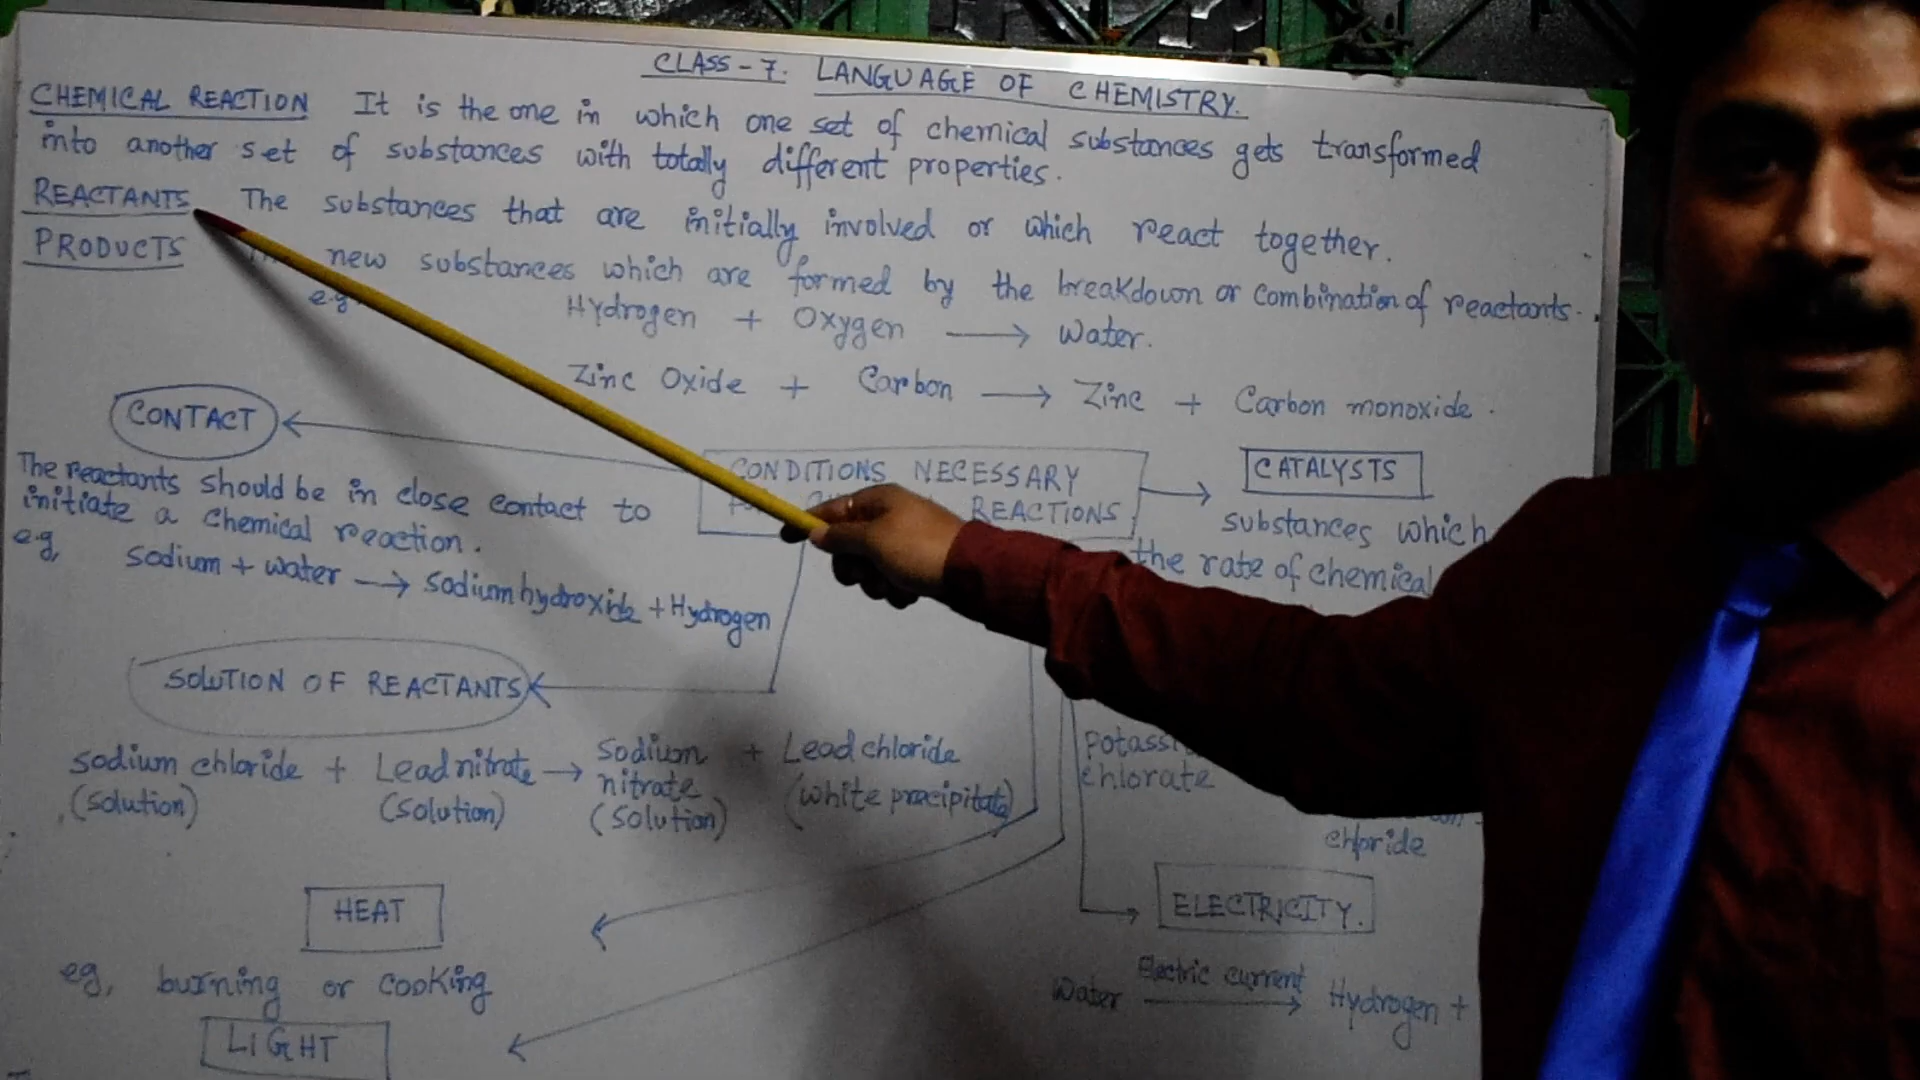 CLASS-7. LANGUAGE OF CHEMISTRY.
CHEMICAL REACTION It is the one in which one set of chemical substances gets transformed
into another set of substances with totally different properties.
REACTANTS The substances that are initially involved or which react together.
PRODUCTS new substances which are formed by the breakdown or combination of reactants.
e.g. Hydrogen + Oxygen → Water.
Zinc Oxide + Carbon → Zinc + Carbon monoxide.
CONTACT
The reactants should be in close contact to
initiate a chemical reaction.
eg, Sodium + water → Sodium hydroxide + Hydrogen
CONDITIONS NECESSARY
REACTIONS
CATALYSTS
substances which
the rate of chemical
SOLUTION OF REACTANTS
Sodium chloride + Lead nitrate → Sodium nitrate + Lead chloride
(Solution) (Solution) (Solution) (white precipitate)
chlorate
chloride
HEAT
eg, burning or cooking
LIGHT
ELECTRICITY.
Water Electric current → Hydrogen +